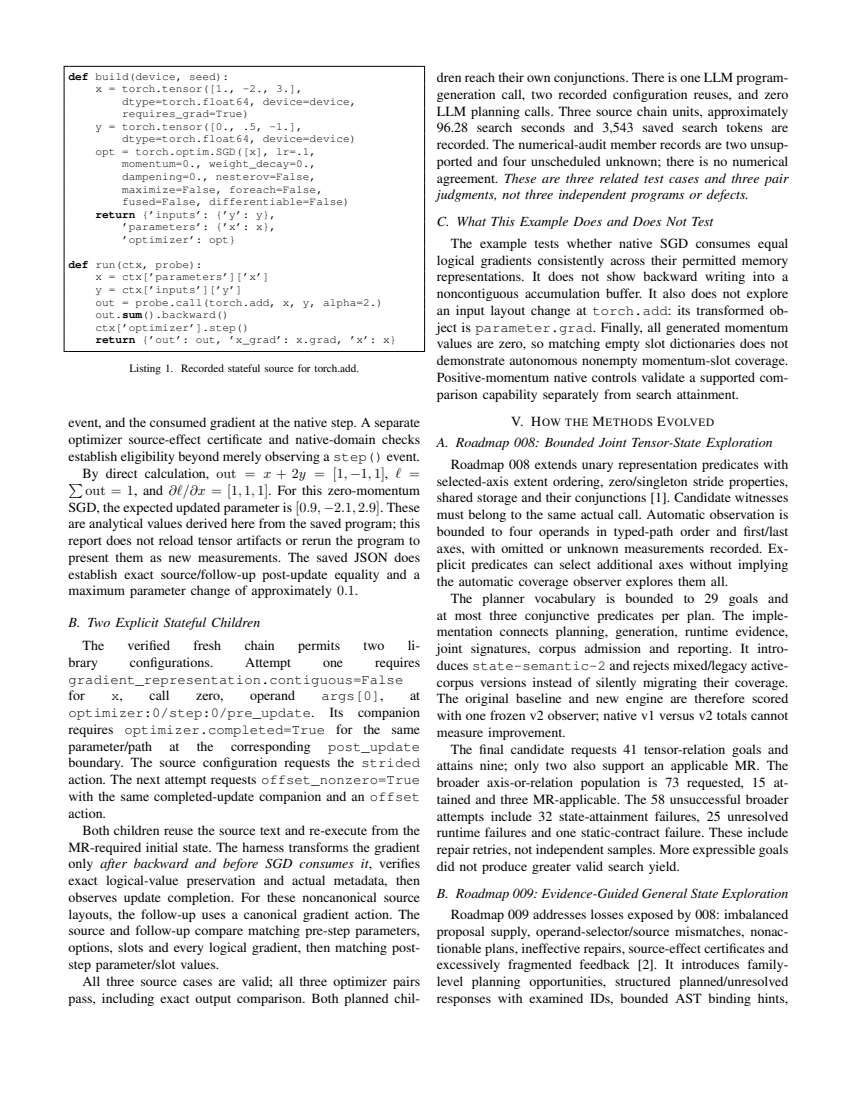 def build(device, seed):
x = torch.tensor([1., -2., 3.],
dtype=torch.float64, device=device,
requires_grad=True)
y = torch.tensor([0., .5, -1.],
dtype=torch.float64, device=device)
opt = torch.optim.SGD([x], lr=.1,
momentum=0., weight_decay=0.,
dampening=0., nesterov=False,
maximize=False, foreach=False,
fused=False, differentiable=False)
return {'inputs': {'y': y},
'parameters': {'x': x},
'optimizer': opt}
def run(ctx, probe):
x = ctx['parameters']['x']
y = ctx['inputs']['y']
out = probe.call(torch.add, x, y, alpha=2.)
out.sum().backward()
ctx['optimizer'].step()
return {'out': out, 'x_grad': x.grad, 'x': x}
Listing 1. Recorded stateful source for torch.add.
event, and the consumed gradient at the native step. A separate
optimizer source-effect certificate and native-domain checks
establish eligibility beyond merely observing a step() event.
By direct calculation, out = x + 2y = [1, −1, 1], ℓ =
∑ out = 1, and ∂ℓ/∂x = [1, 1, 1]. For this zero-momentum
SGD, the expected updated parameter is [0.9, −2.1, 2.9]. These
are analytical values derived here from the saved program; this
report does not reload tensor artifacts or rerun the program to
present them as new measurements. The saved JSON does
establish exact source/follow-up post-update equality and a
maximum parameter change of approximately 0.1.
B. Two Explicit Stateful Children
The verified fresh chain permits two li-
brary configurations. Attempt one requires
gradient_representation.contiguous=False
for x, call zero, operand args[0], at
optimizer:0/step:0/pre_update. Its companion
requires optimizer.completed=True for the same
parameter/path at the corresponding post_update
boundary. The source configuration requests the strided
action. The next attempt requests offset_nonzero=True
with the same completed-update companion and an offset
action.
Both children reuse the source text and re-execute from the
MR-required initial state. The harness transforms the gradient
only after backward and before SGD consumes it, verifies
exact logical-value preservation and actual metadata, then
observes update completion. For these noncanonical source
layouts, the follow-up uses a canonical gradient action. The
source and follow-up compare matching pre-step parameters,
options, slots and every logical gradient, then matching post-
step parameter/slot values.
All three source cases are valid; all three optimizer pairs
pass, including exact output comparison. Both planned chil-
dren reach their own conjunctions. There is one LLM program-
generation call, two recorded configuration reuses, and zero
LLM planning calls. Three source chain units, approximately
96.28 search seconds and 3,543 saved search tokens are
recorded. The numerical-audit member records are two unsup-
ported and four unscheduled unknown; there is no numerical
agreement. These are three related test cases and three pair
judgments, not three independent programs or defects.
C. What This Example Does and Does Not Test
The example tests whether native SGD consumes equal
logical gradients consistently across their permitted memory
representations. It does not show backward writing into a
noncontiguous accumulation buffer. It also does not explore
an input layout change at torch.add: its transformed ob-
ject is parameter.grad. Finally, all generated momentum
values are zero, so matching empty slot dictionaries does not
demonstrate autonomous nonempty momentum-slot coverage.
Positive-momentum native controls validate a supported com-
parison capability separately from search attainment.
V. How the Methods Evolved
A. Roadmap 008: Bounded Joint Tensor-State Exploration
Roadmap 008 extends unary representation predicates with
selected-axis extent ordering, zero/singleton stride properties,
shared storage and their conjunctions [1]. Candidate witnesses
must belong to the same actual call. Automatic observation is
bounded to four operands in typed-path order and first/last
axes, with omitted or unknown measurements recorded. Ex-
plicit predicates can select additional axes without implying
the automatic coverage observer explores them all.
The planner vocabulary is bounded to 29 goals and
at most three conjunctive predicates per plan. The imple-
mentation connects planning, generation, runtime evidence,
joint signatures, corpus admission and reporting. It intro-
duces state-semantic-2 and rejects mixed/legacy active-
corpus versions instead of silently migrating their coverage.
The original baseline and new engine are therefore scored
with one frozen v2 observer; native v1 versus v2 totals cannot
measure improvement.
The final candidate requests 41 tensor-relation goals and
attains nine; only two also support an applicable MR. The
broader axis-or-relation population is 73 requested, 15 at-
tained and three MR-applicable. The 58 unsuccessful broader
attempts include 32 state-attainment failures, 25 unresolved
runtime failures and one static-contract failure. These include
repair retries, not independent samples. More expressible goals
did not produce greater valid search yield.
B. Roadmap 009: Evidence-Guided General State Exploration
Roadmap 009 addresses losses exposed by 008: imbalanced
proposal supply, operand-selector/source mismatches, nonac-
tionable plans, ineffective repairs, source-effect certificates and
excessively fragmented feedback [2]. It introduces family-
level planning opportunities, structured planned/unresolved
responses with examined IDs, bounded AST binding hints,